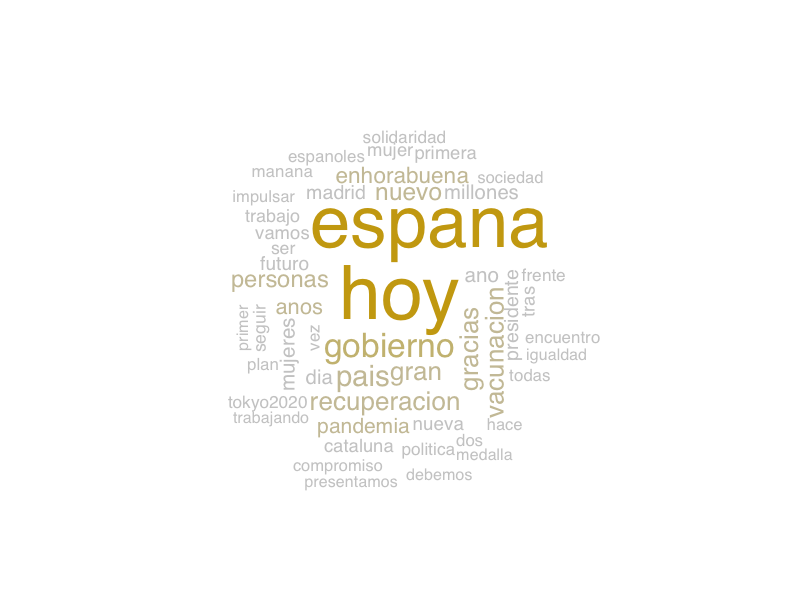 solidaridad
espanoles mujer primera
manana enhorabuena sociedad
impulsar madrid nuevo millones
trabajo
vamos espana
ser
futuro
personas hoy ano frente
anos tras
primer seguir mujeres vez gobierno gracias vacunacion presidente encuentro
igualdad
plan dia pais gran todas
tokyo2020 recuperacion
trabajando pandemia nueva hace
cataluna política dos
medalla
compromiso debemos
presentamos